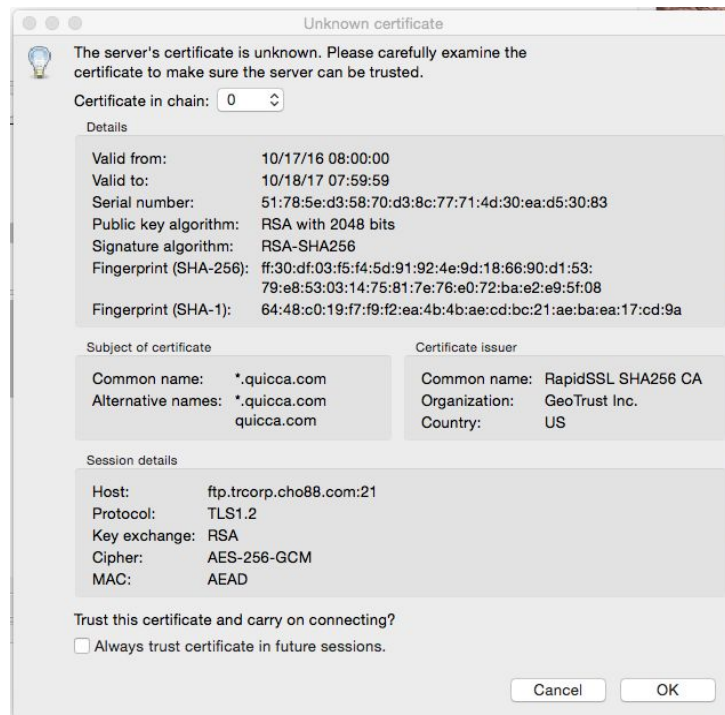 Unknown certificate
The server's certificate is unknown. Please carefully examine the
certificate to make sure the server can be trusted.
Certificate in chain: 0
Details
Valid from: 10/17/16 08:00:00
Valid to: 10/18/17 07:59:59
Serial number: 51:78:5e:d3:58:70:d3:8c:77:71:4d:30:ea:d5:30:83
Public key algorithm: RSA with 2048 bits
Signature algorithm: RSA-SHA256
Fingerprint (SHA-256): ff:30:df:03:f5:f4:5d:91:92:4e:9d:18:66:90:d1:53:
79:e8:53:03:14:75:81:7e:76:e0:72:ba:e2:e9:5f:08
Fingerprint (SHA-1): 64:48:c0:19:f7:f9:f2:ea:4b:4b:ae:cd:bc:21:ae:ba:ea:17:cd:9a
Subject of certificate
Common name: *.quicca.com
Alternative names: *.quicca.com
quicca.com
Certificate issuer
Common name: RapidSSL SHA256 CA
Organization: GeoTrust Inc.
Country: US
Session details
Host: ftp.trcorp.cho88.com:21
Protocol: TLS1.2
Key exchange: RSA
Cipher: AES-256-GCM
MAC: AEAD
Trust this certificate and carry on connecting?
Always trust certificate in future sessions.
Cancel OK